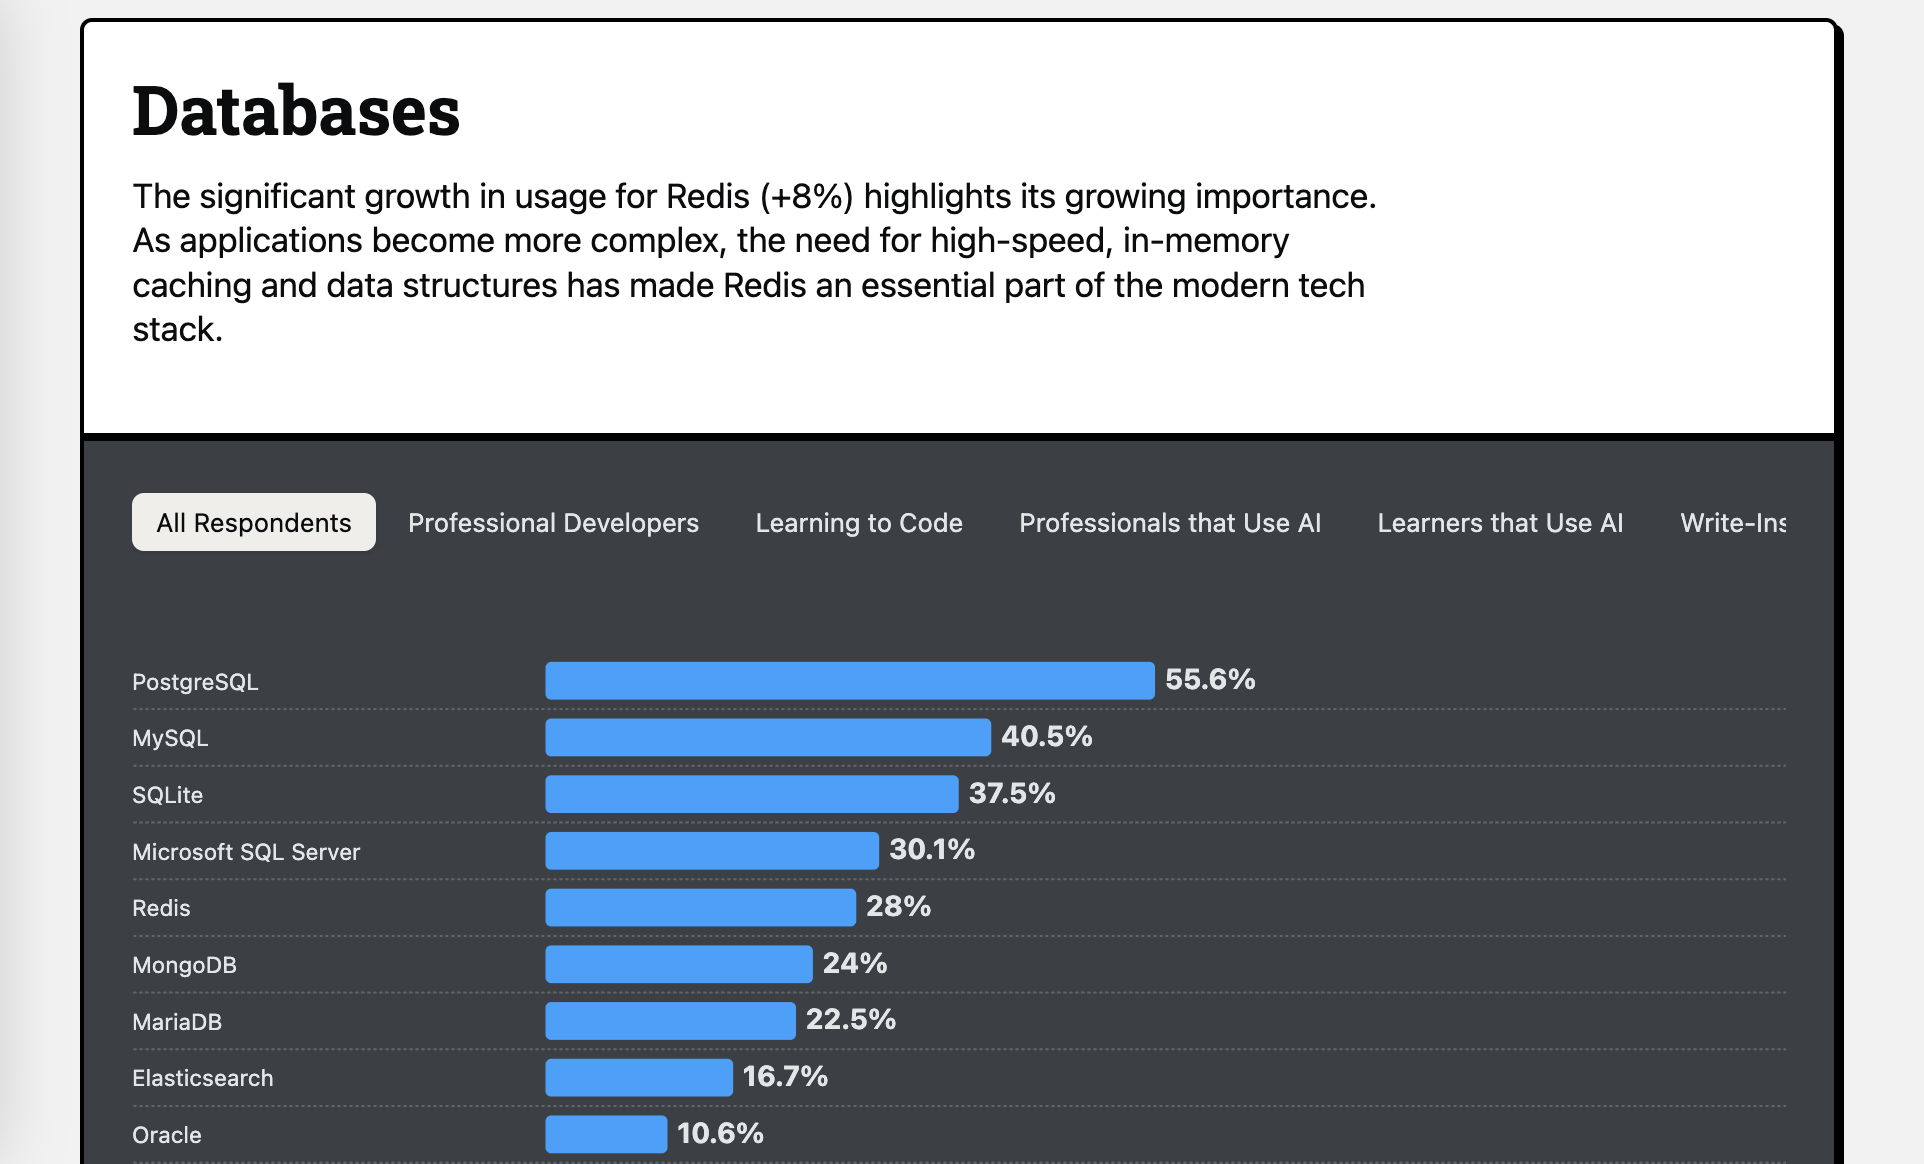 Databases
The significant growth in usage for Redis (+8%) highlights its growing importance.
As applications become more complex, the need for high-speed, in-memory
caching and data structures has made Redis an essential part of the modern tech
stack.
All Respondents Professional Developers Learning to Code Professionals that Use AI Learners that Use AI Write-Ins
PostgreSQL 55.6%
MySQL 40.5%
SQLite 37.5%
Microsoft SQL Server 30.1%
Redis 28%
MongoDB 24%
MariaDB 22.5%
Elasticsearch 16.7%
Oracle 10.6%